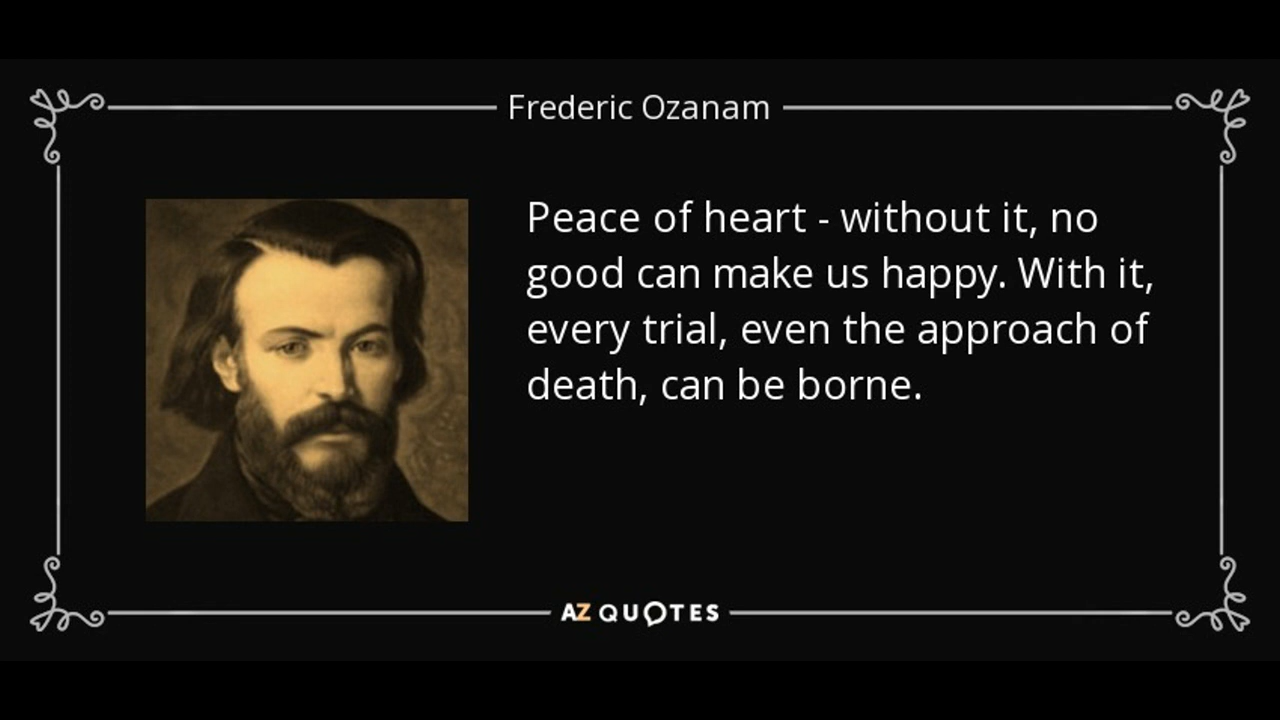 Frederic Ozanam
Peace of heart - without it, no
good can make us happy. With it,
every trial, even the approach of
death, can be borne.
AZ QUOTES